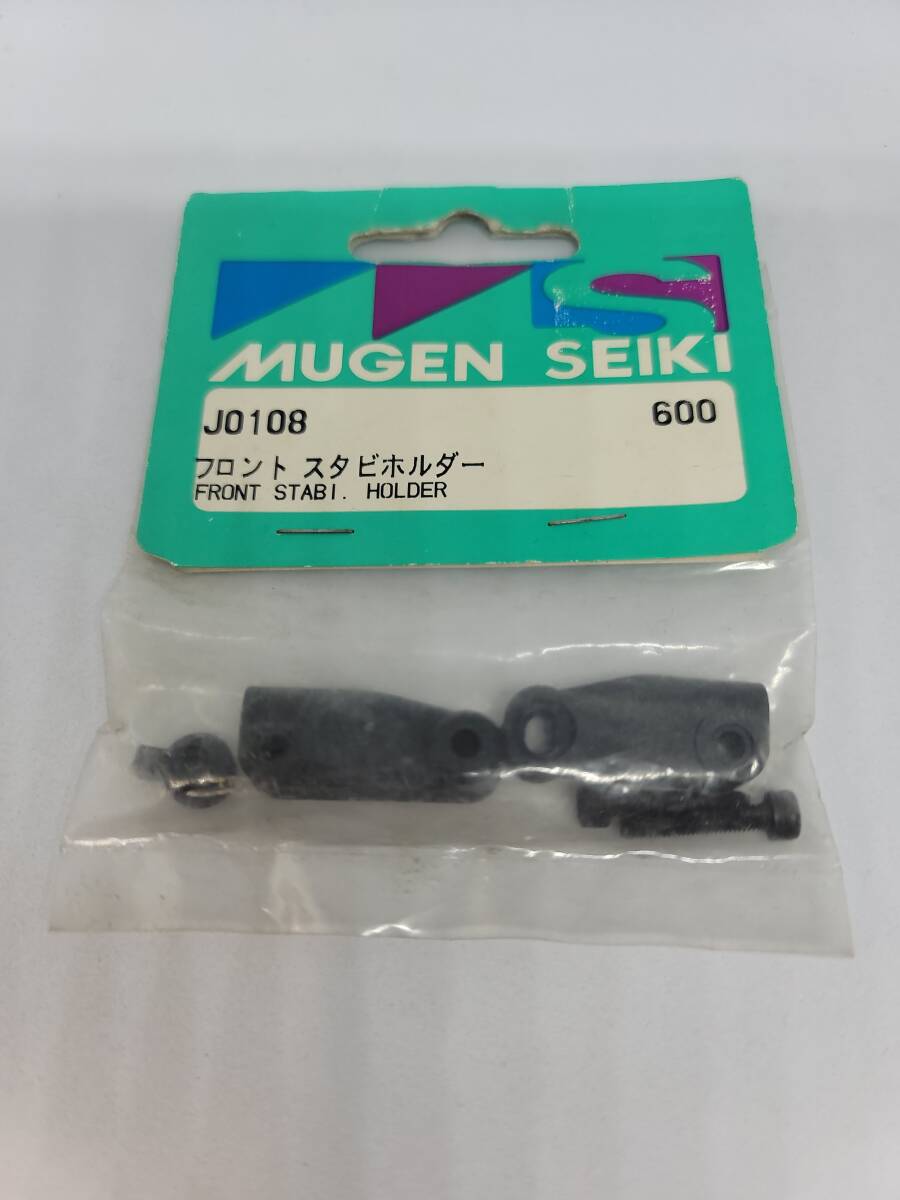 MUGEN SEIKI
J0108 600
フロント スタビホルダー
FRONT STABI. HOLDER